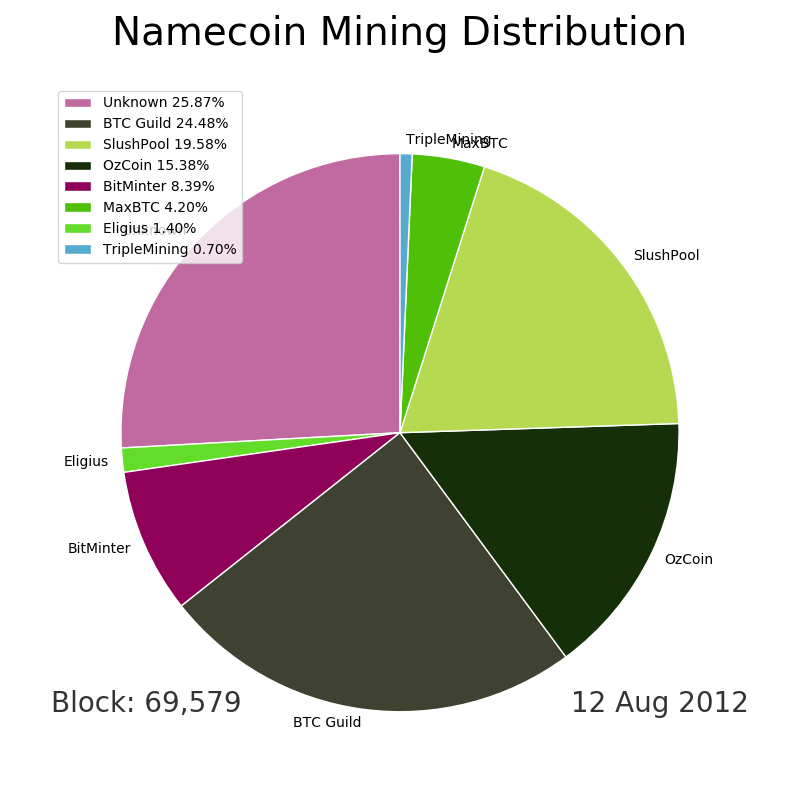 Namecoin Mining Distribution
Unknown 25.87%
BTC Guild 24.48%
SlushPool 19.58%
OzCoin 15.38%
BitMinter 8.39%
MaxBTC 4.20%
Eligius 1.40%
TripleMining 0.70%
TripleMining
MaxBTC
SlushPool
Eligius
OzCoin
BitMinter
Block: 69,579
12 Aug 2012
BTC Guild